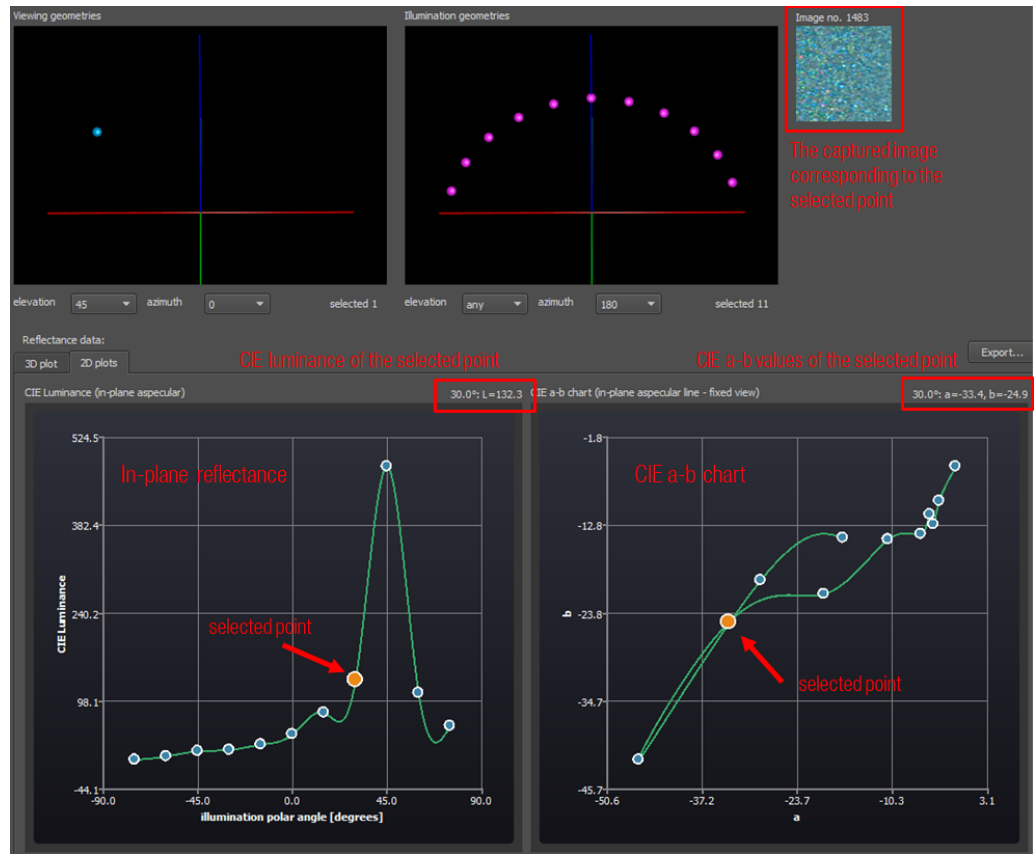 Viewing geometries
Illumination geometries
Image no. 1483
The captured image
corresponding to the
selected point
elevation 45 azimuth 0 selected 1
elevation any azimuth 180 selected 11
Reflectance data:
3D plot 2D plots
CIE luminance of the selected point
CIE a b values of the selected point
Export...
CIE Luminance (in-plane aspecular)
30.0°: L=132.3
CIE a-b chart (in-plane aspecular line - fixed view)
30.0°: a=-33.4, b=-24.9
524.5
382.4
240.2
98.1
-44.1
CIE Luminance
In-plane reflectance
selected point
-90.0 -45.0 0.0 45.0 90.0
illumination polar angle [degrees]
-1.8
-12.8
-23.8
-34.7
-45.7
b
CIE a-b chart
selected point
-50.6 -37.2 -23.7 -10.3 3.1
a